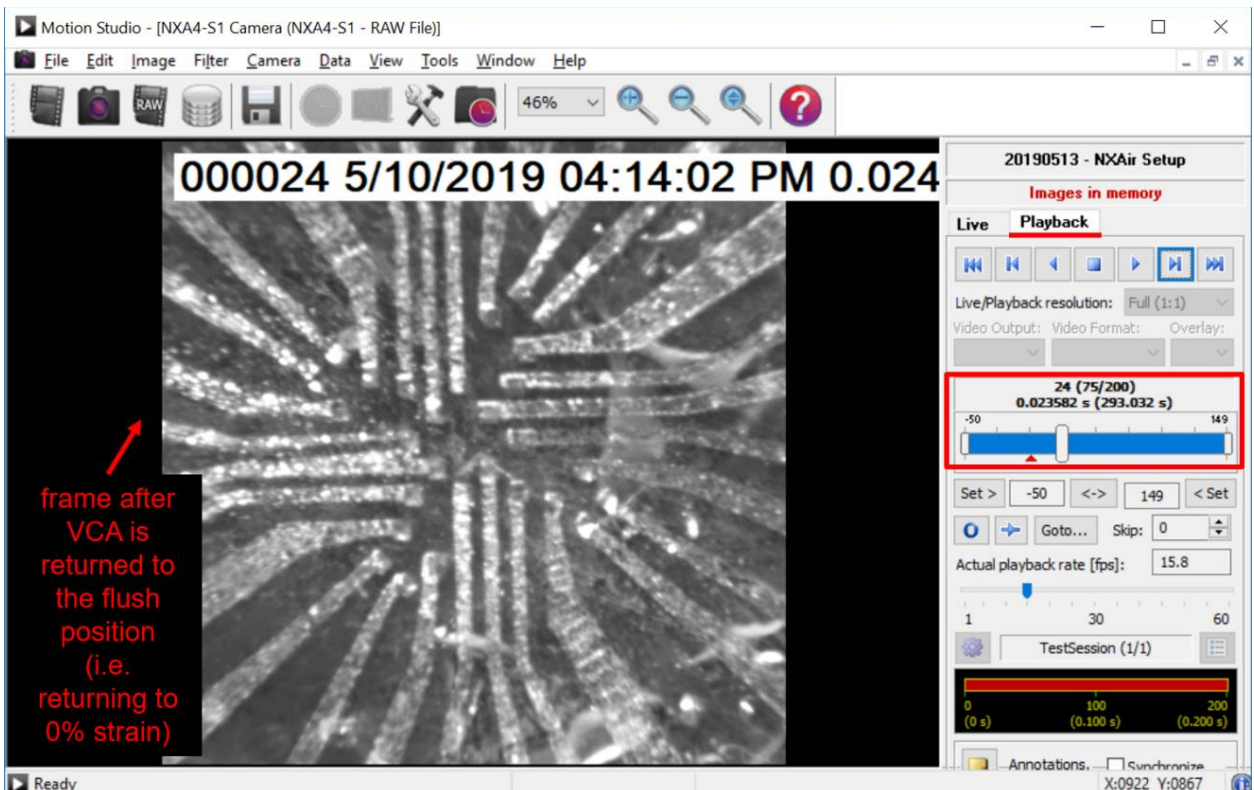 Motion Studio - [NXA4-S1 Camera (NXA4-S1 - RAW File)]
File Edit Image Filter Camera Data View Tools Window Help
RAW
46%
?
000024 5/10/2019 04:14:02 PM 0.024
frame after
VCA is
returned to
the flush
position
(i.e.
returning to
0% strain)
20190513 - NXAir Setup
Images in memory
Live Playback
Live/Playback resolution: Full (1:1)
Video Output: Video Format: Overlay:
24 (75/200)
0.023582 s (293.032 s)
-50 149
Set > -50 <-> 149 < Set
Goto... Skip: 0
Actual playback rate [fps]: 15.8
1 30 60
TestSession (1/1)
0 100 200
(0 s) (0.100 s) (0.200 s)
Annotations. Synchronize
Ready X:0922 Y:0867